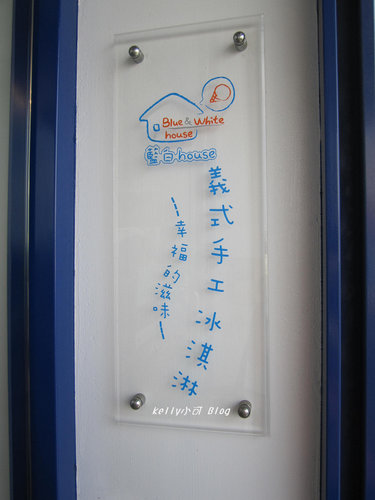 Blue & White
house
藍白house
義式手工冰淇淋
幸福的滋味
kelly小可 Blog